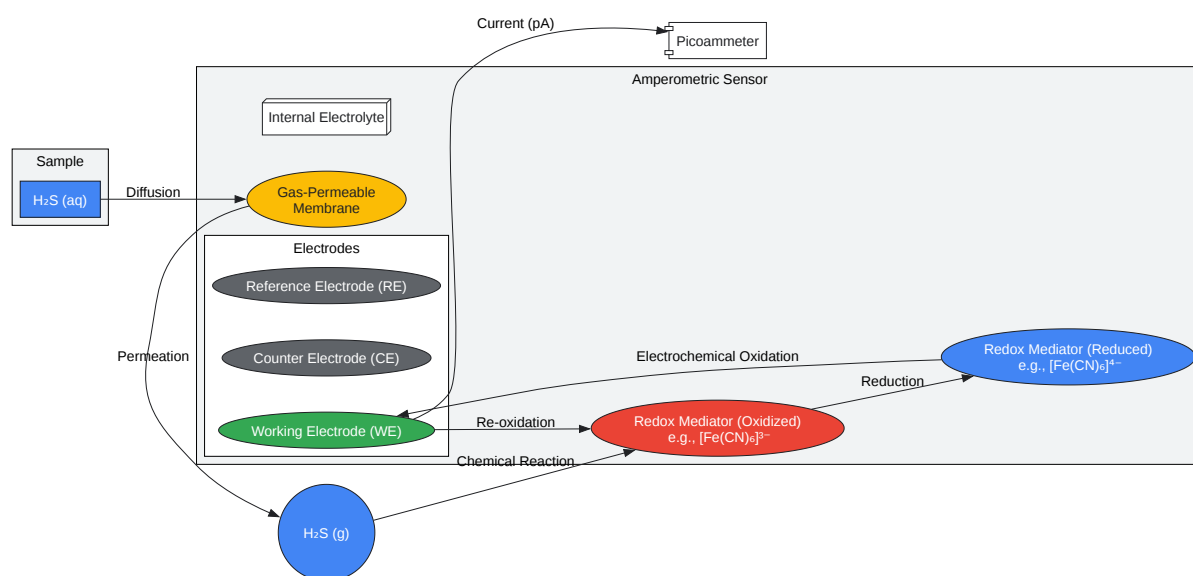 Current (pA)
Picoammeter
Amperometric Sensor
Internal Electrolyte
Sample
H₂S (aq)
Diffusion
Gas-Permeable
Membrane
Electrodes
Reference Electrode (RE)
Permeation
Counter Electrode (CE)
Electrochemical Oxidation
Redox Mediator (Reduced)
e.g., [Fe(CN)₆]⁴⁻
Reduction
Working Electrode (WE)
Re-oxidation
Redox Mediator (Oxidized)
e.g., [Fe(CN)₆]³⁻
Chemical Reaction
H₂S (g)